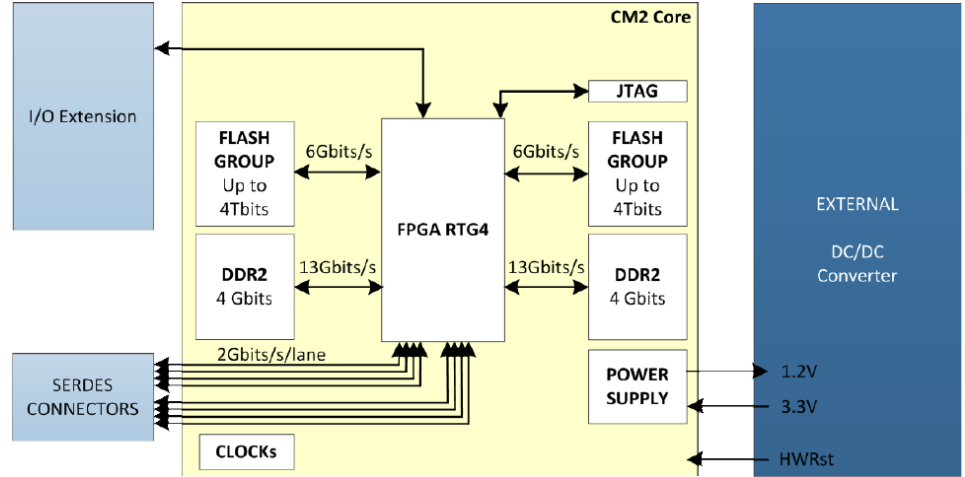 CM2 Core
I/O Extension
JTAG
FLASH
GROUP
Up to
4Tbits
6Gbits/s
6Gbits/s
FLASH
GROUP
Up to
4Tbits
FPGA RTG4
EXTERNAL
DC/DC
Converter
DDR2
4 Gbits
13Gbits/s
13Gbits/s
DDR2
4 Gbits
2Gbits/s/lane
SERDES
CONNECTORS
POWER
SUPPLY
1.2V
3.3V
CLOCKs
HWRst